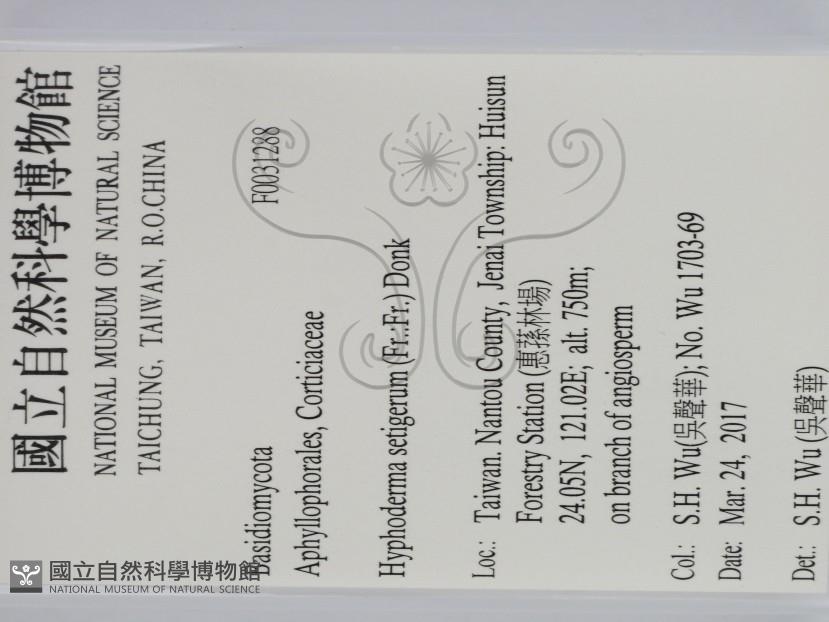 國立自然科學博物館
NATIONAL MUSEUM OF NATURAL SCIENCE
TAICHUNG, TAIWAN, R.O.CHINA
Basidiomycota F0031288
Aphyllophorales, Corticiaceae
Hyphoderma setigerum (Fr.:Fr.) Donk
Loc.: Taiwan. Nantou County, Jenai Township: Huisun
Forestry Station (惠蓀林場)
24.05N, 121.02E; alt. 750m;
on branch of angiosperm
Col.: S.H. Wu(吳聲華); No. Wu 1703-69
Date: Mar. 24, 2017
Det.: S.H. Wu (吳聲華)
國立自然科學博物館
NATIONAL MUSEUM OF NATURAL SCIENCE